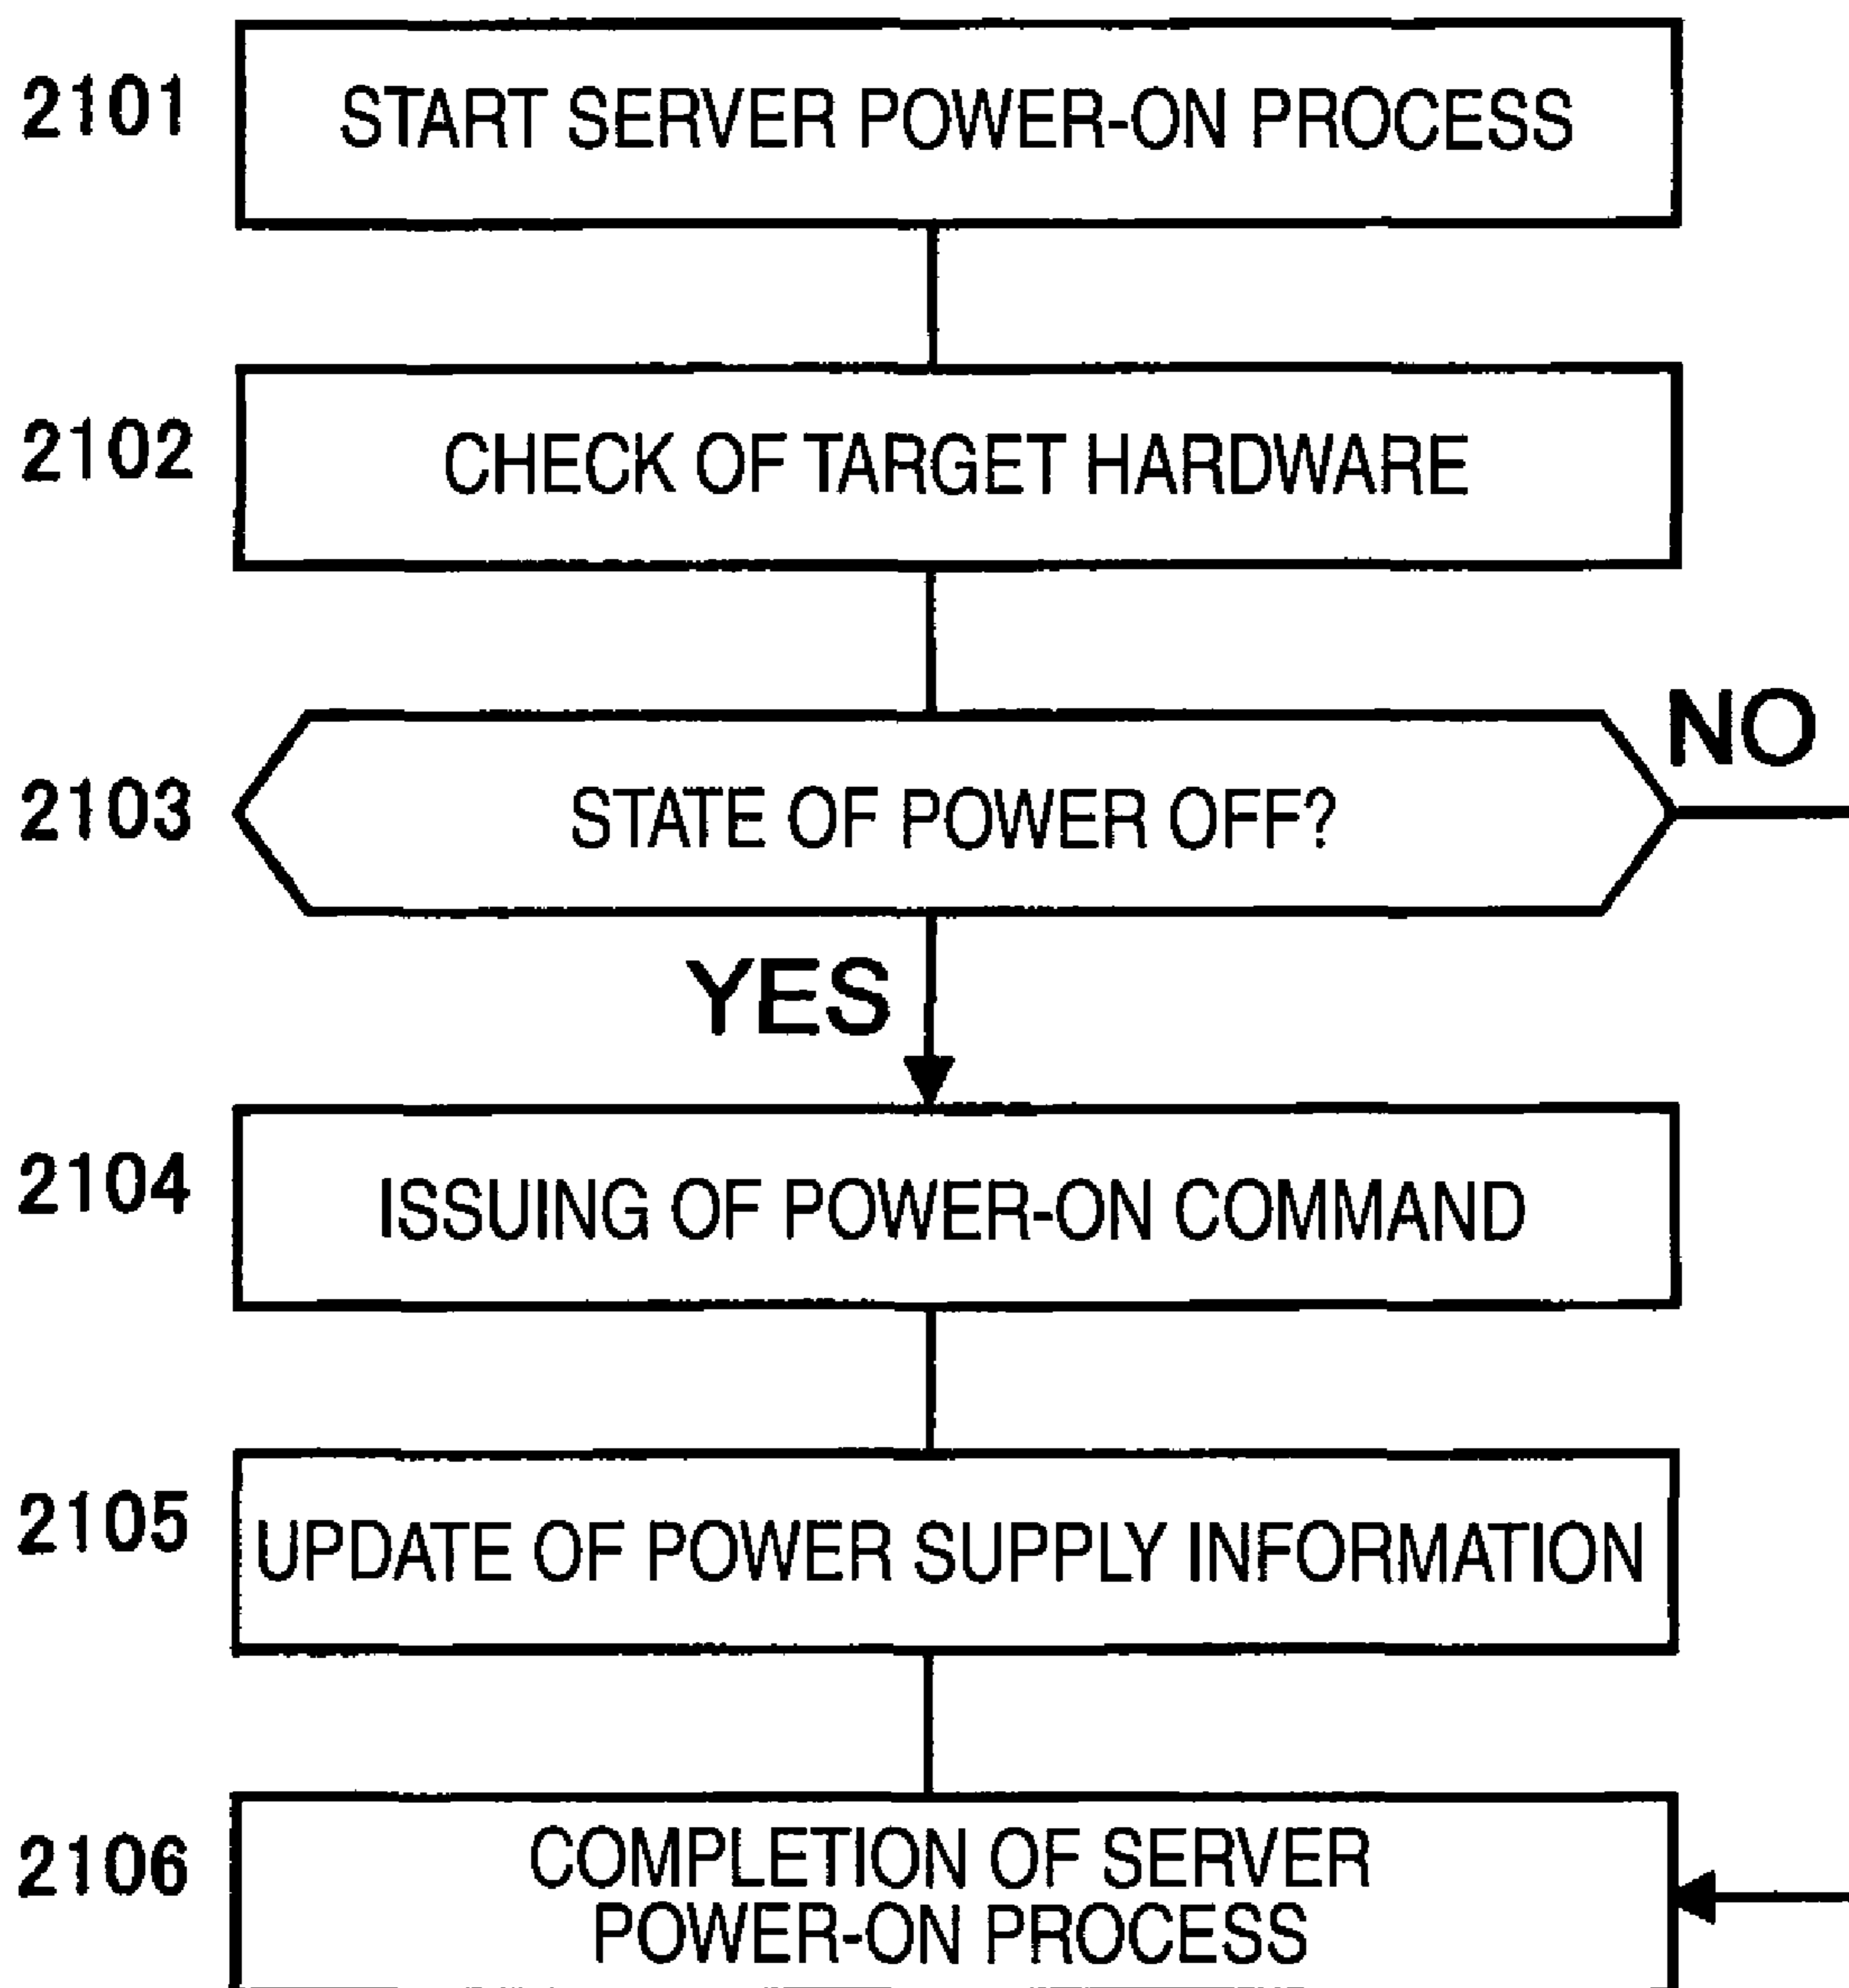 2101 START SERVER POWER-ON PROCESS
2102 CHECK OF TARGET HARDWARE
NO
2103 STATE OF POWER OFF?
YES
2104 ISSUING OF POWER-ON COMMAND
2105 UPDATE OF POWER SUPPLY INFORMATION
2106 COMPLETION OF SERVER
POWER-ON PROCESS